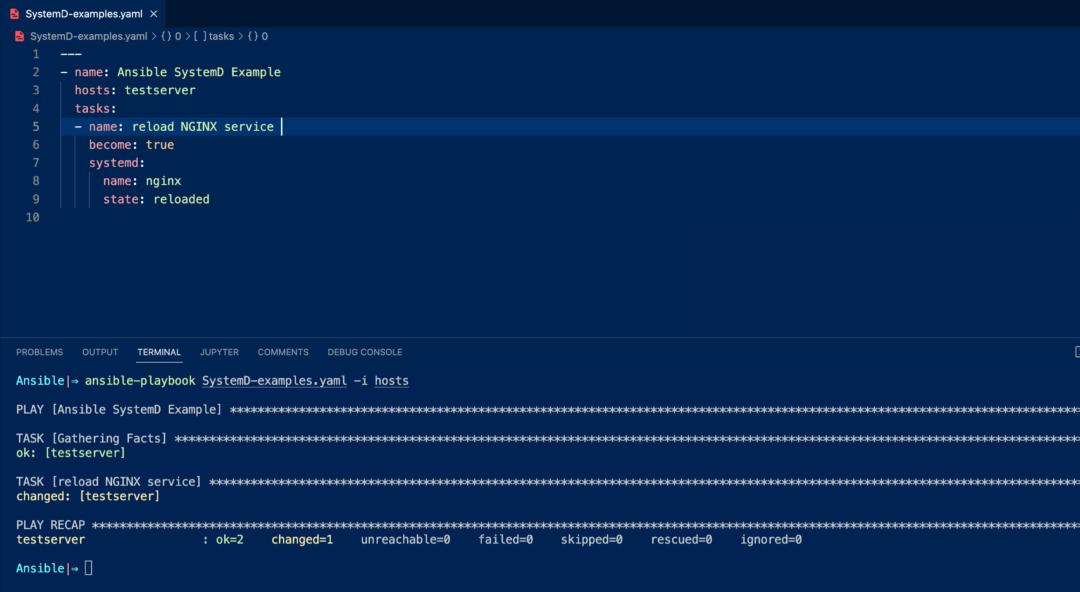 SystemD-examples.yaml ×
SystemD-examples.yaml > {} 0 > [ ] tasks > {} 0
1 ---
2 - name: Ansible SystemD Example
3 hosts: testserver
4 tasks:
5 - name: reload NGINX service
6 become: true
7 systemd:
8 name: nginx
9 state: reloaded
10
PROBLEMS OUTPUT TERMINAL JUPYTER COMMENTS DEBUG CONSOLE
Ansible|⇒ ansible-playbook SystemD-examples.yaml -i hosts
PLAY [Ansible SystemD Example] ****************************************************************************************************************
TASK [Gathering Facts] ************************************************************************************************************************
ok: [testserver]
TASK [reload NGINX service] *******************************************************************************************************************
changed: [testserver]
PLAY RECAP ************************************************************************************************************************************
testserver : ok=2 changed=1 unreachable=0 failed=0 skipped=0 rescued=0 ignored=0
Ansible|⇒